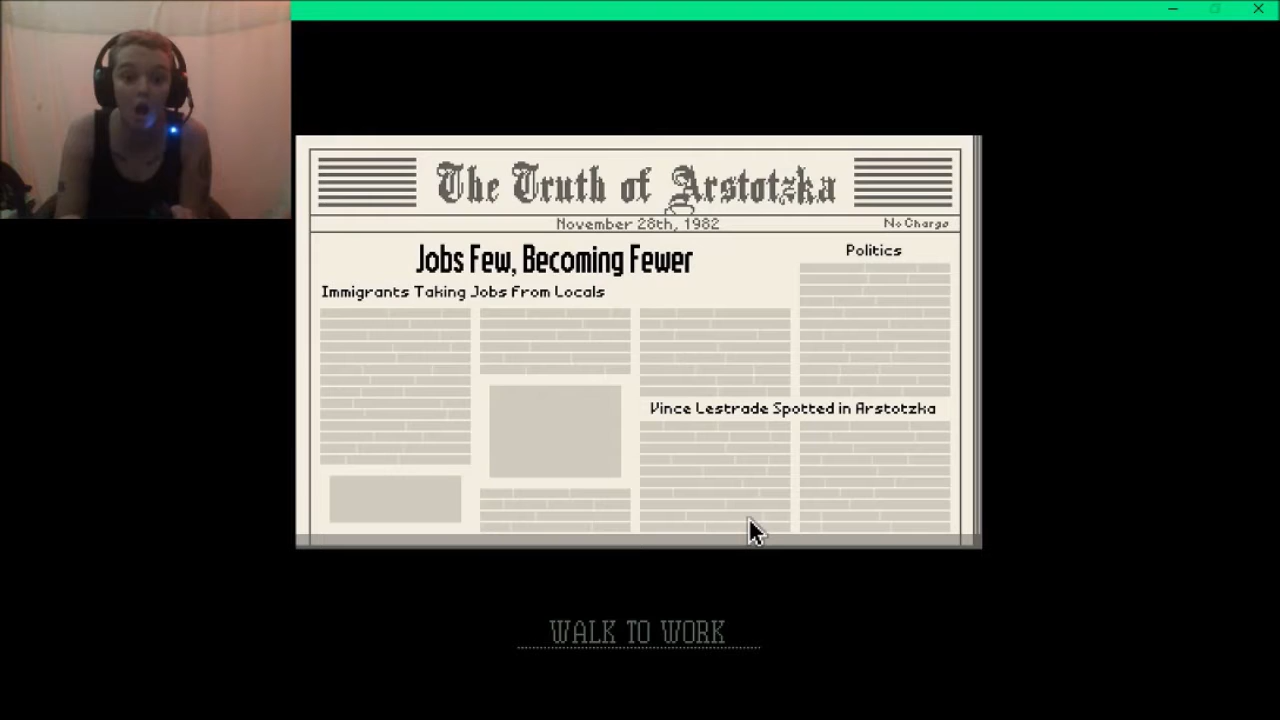 The Truth of Arstotzka
November 28th, 1982
No Charge
Jobs Few, Becoming Fewer
Immigrants Taking Jobs From Locals
Politics
Vince Lestrade Spotted in Arstotzka
WALK TO WORK